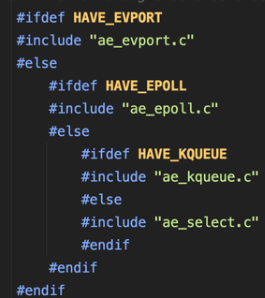 #ifdef HAVE_EVPORT
#include "ae_evport.c"
#else
    #ifdef HAVE_EPOLL
    #include "ae_epoll.c"
    #else
        #ifdef HAVE_KQUEUE
        #include "ae_kqueue.c"
        #else
        #include "ae_select.c"
        #endif
    #endif
#endif